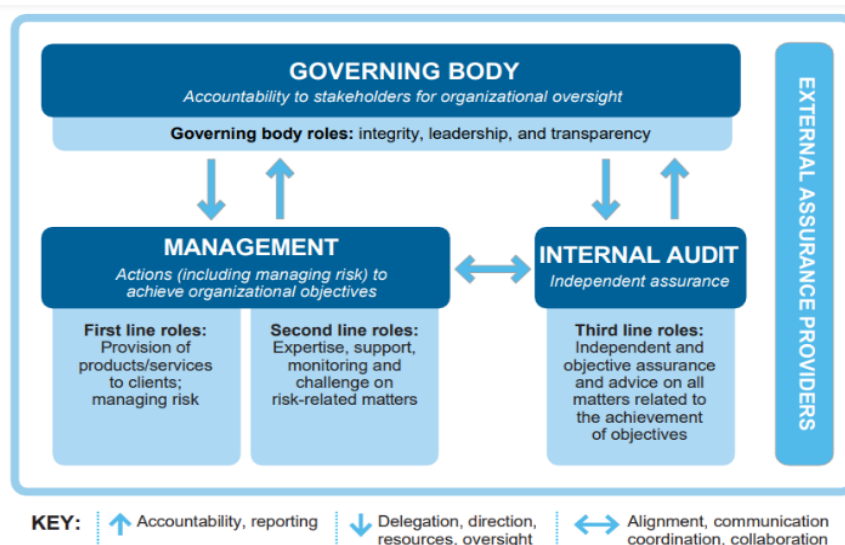 GOVERNING BODY
Accountability to stakeholders for organizational oversight
Governing body roles: integrity, leadership, and transparency
MANAGEMENT
Actions (including managing risk) to
achieve organizational objectives
First line roles:
Provision of
products/services
to clients;
managing risk
Second line roles:
Expertise, support,
monitoring and
challenge on
risk-related matters
INTERNAL AUDIT
Independent assurance
Third line roles:
Independent and
objective assurance
and advice on all
matters related to
the achievement
of objectives
EXTERNAL ASSURANCE PROVIDERS
KEY:
Accountability, reporting
Delegation, direction,
resources, oversight
Alignment, communication
coordination, collaboration